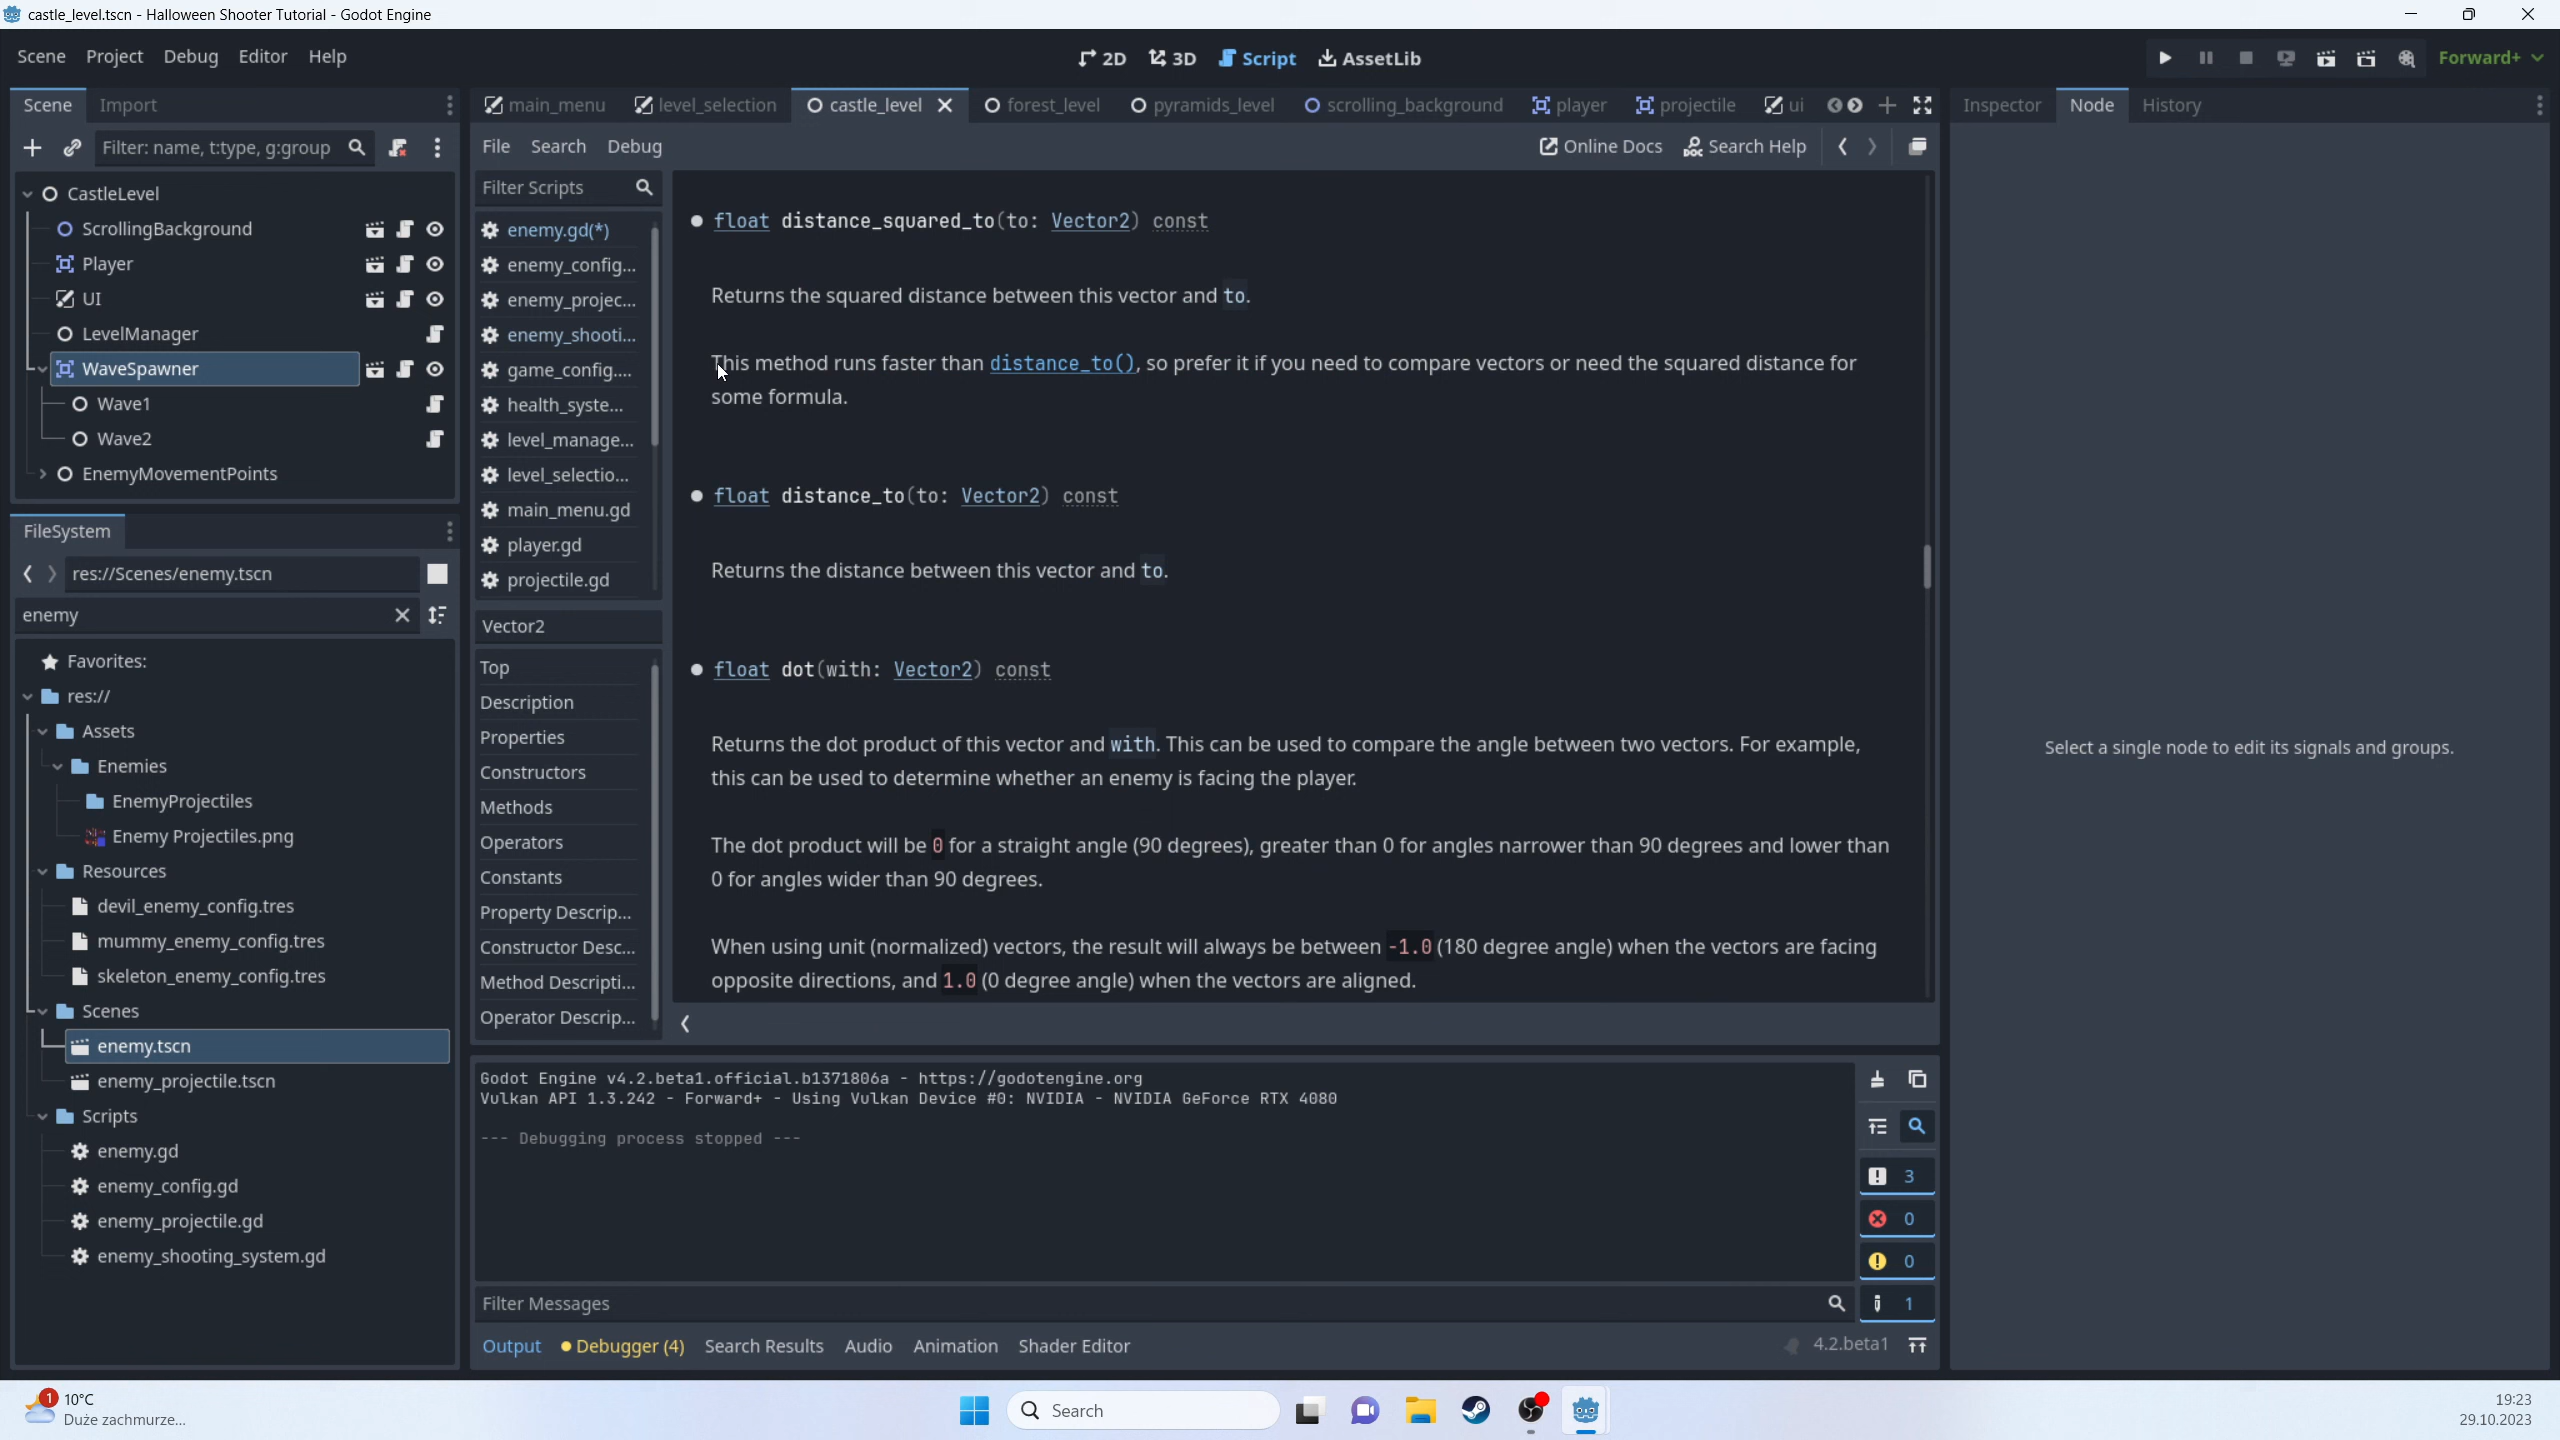 castle_level.tscn - Halloween Shooter Tutorial - Godot Engine
Scene Project Debug Editor Help
2D 3D Script AssetLib
Forward+
Scene Import
main_menu level_selection castle_level forest_level pyramids_level scrolling_background player projectile ui
Inspector Node History
Filter: name, t:type, g:group
File Search Debug
Online Docs Search Help
CastleLevel
ScrollingBackground
Player
UI
LevelManager
WaveSpawner
Wave1
Wave2
EnemyMovementPoints
Filter Scripts
enemy.gd(*)
enemy_config...
enemy_projec...
enemy_shooti...
game_config....
health_syste...
level_manage...
level_selectio...
main_menu.gd
player.gd
projectile.gd
Vector2
Top
Description
Properties
Constructors
Methods
Operators
Constants
Property Descrip...
Constructor Desc...
Method Descripti...
Operator Descrip...
float distance_squared_to(to: Vector2) const
Returns the squared distance between this vector and to.
This method runs faster than distance_to(), so prefer it if you need to compare vectors or need the squared distance for
some formula.
float distance_to(to: Vector2) const
Returns the distance between this vector and to.
float dot(with: Vector2) const
Returns the dot product of this vector and with. This can be used to compare the angle between two vectors. For example,
this can be used to determine whether an enemy is facing the player.
The dot product will be 0 for a straight angle (90 degrees), greater than 0 for angles narrower than 90 degrees and lower than
0 for angles wider than 90 degrees.
When using unit (normalized) vectors, the result will always be between -1.0 (180 degree angle) when the vectors are facing
opposite directions, and 1.0 (0 degree angle) when the vectors are aligned.
Select a single node to edit its signals and groups.
FileSystem
res://Scenes/enemy.tscn
enemy
Favorites:
res://
Assets
Enemies
EnemyProjectiles
Enemy Projectiles.png
Resources
devil_enemy_config.tres
mummy_enemy_config.tres
skeleton_enemy_config.tres
Scenes
enemy.tscn
enemy_projectile.tscn
Scripts
enemy.gd
enemy_config.gd
enemy_projectile.gd
enemy_shooting_system.gd
Godot Engine v4.2.beta1.official.b1371806a - https://godotengine.org
Vulkan API 1.3.242 - Forward+ - Using Vulkan Device #0: NVIDIA - NVIDIA GeForce RTX 4080
--- Debugging process stopped ---
3
0
0
1
Filter Messages
Output Debugger (4) Search Results Audio Animation Shader Editor
4.2.beta1
1
10°C
Duże zachmurze...
Search
19:23
29.10.2023